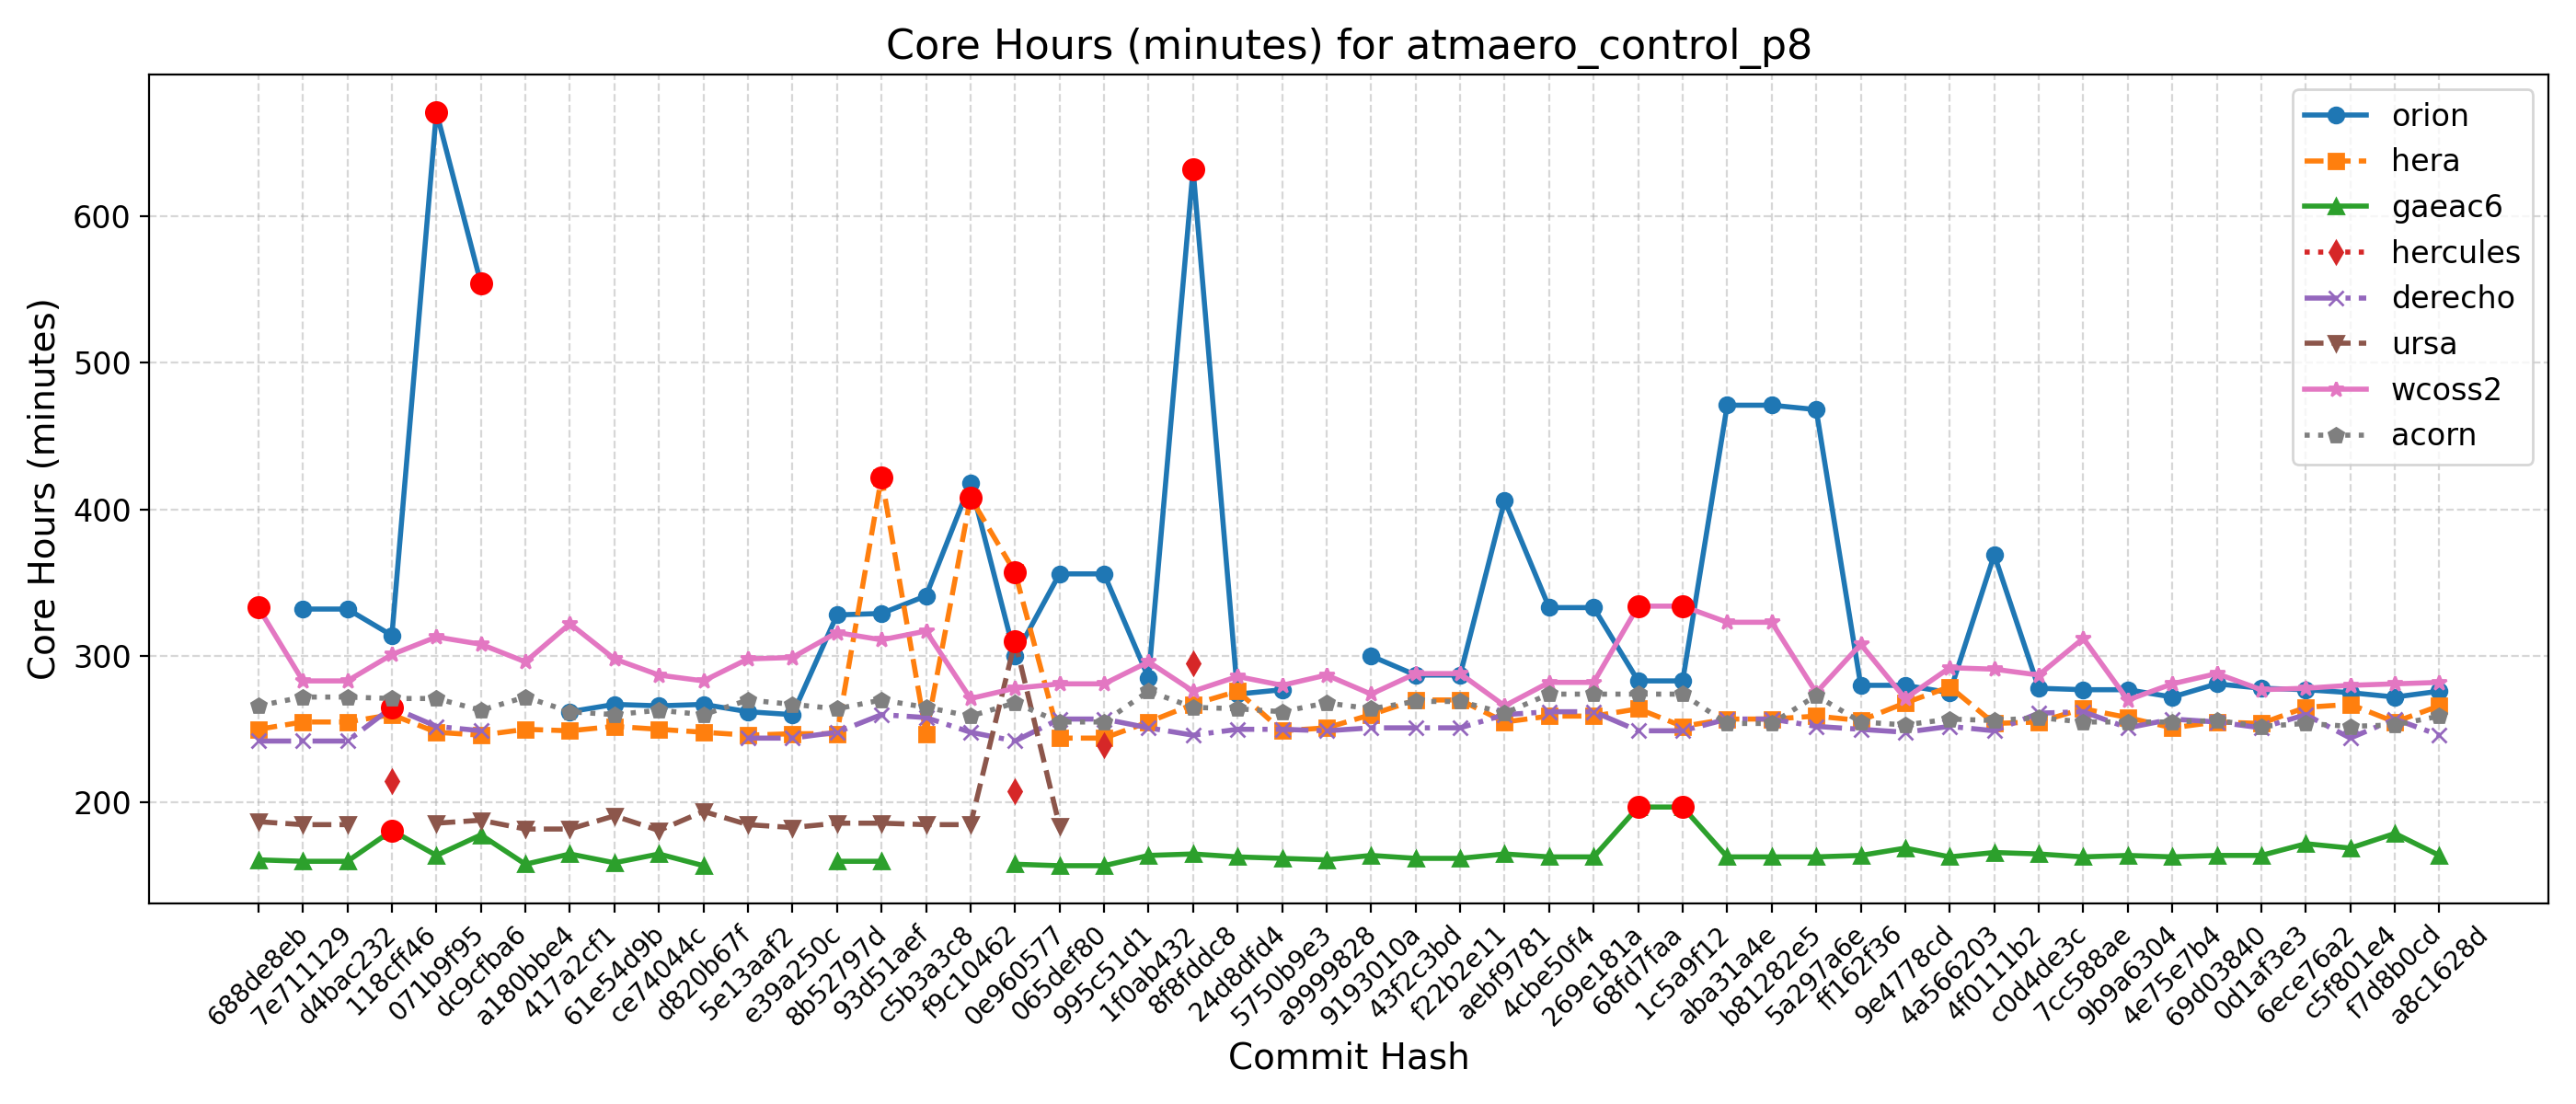 Core Hours (minutes) for atmaero_control_p8
Core Hours (minutes)
600
500
400
300
200
orion
hera
gaeac6
hercules
derecho
ursa
wcoss2
acorn
688de8eb
7e711129
d4bac232
118cff46
071b9f95
dc9cfba6
a180bbe4
417a2cf1
61e54d9b
ce74044c
d820b67f
5e13aaf2
e39a250c
8b52797d
93d51aef
c5b3a3c8
f9c10462
0e960577
065def80
995c51d1
1f0ab432
8f8fddc8
24d8dfd4
5750b9e3
a9999828
9193010a
43f2c3bd
f22b2e11
aebf9781
4cbe50f4
269e181a
68fd7faa
1c5a9f12
aba31a4e
b81282e5
5a297a6e
ff162f36
9e4778cd
4a566203
4f0111b2
c0d4de3c
7cc588ae
9b9a6304
4e75e7b4
69d03840
0d1af3e3
6ece76a2
c5f801e4
f7d8b0cd
a8c1628d
Commit Hash